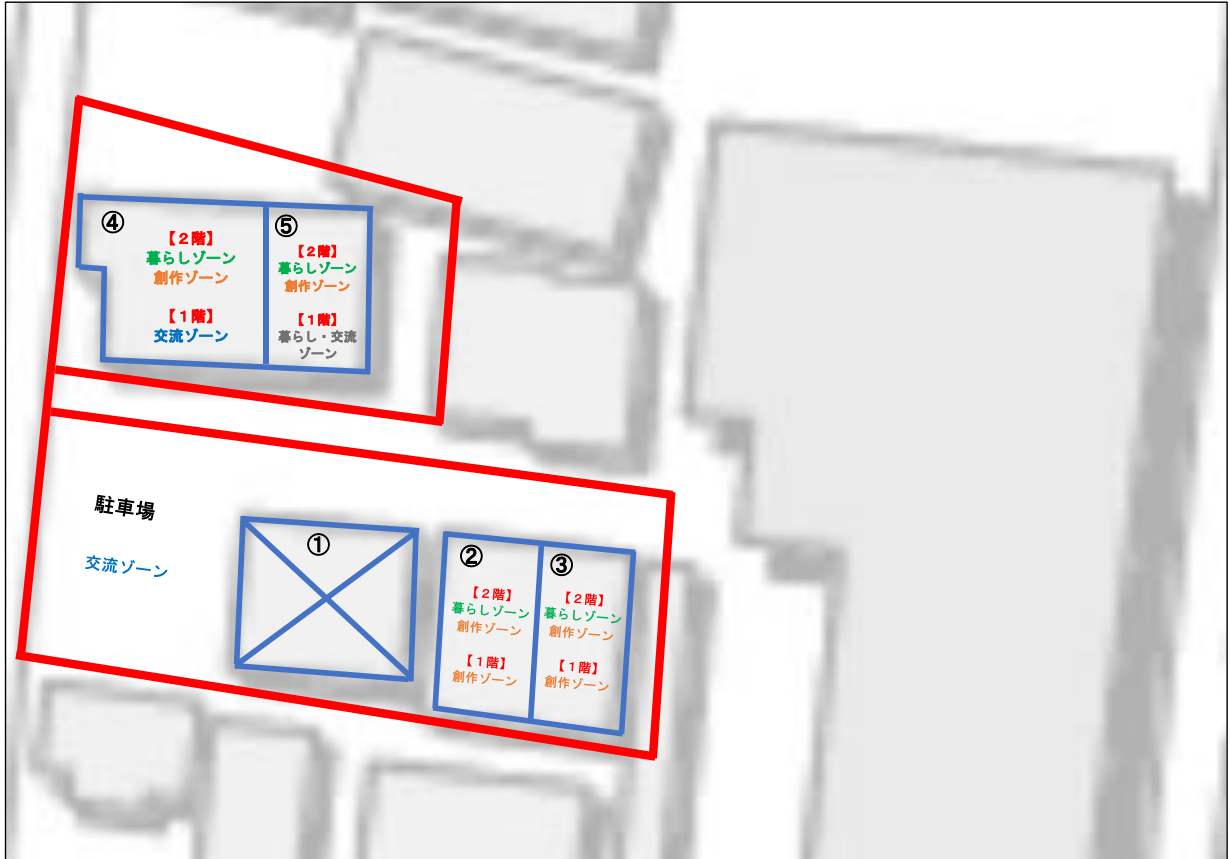 ④
【２階】
暮らしゾーン
創作ゾーン
【１階】
交流ゾーン
⑤
【２階】
暮らしゾーン
創作ゾーン
【１階】
暮らし・交流
ゾーン
駐車場
交流ゾーン
①
②
【２階】
暮らしゾーン
創作ゾーン
【１階】
創作ゾーン
③
【２階】
暮らしゾーン
創作ゾーン
【１階】
創作ゾーン